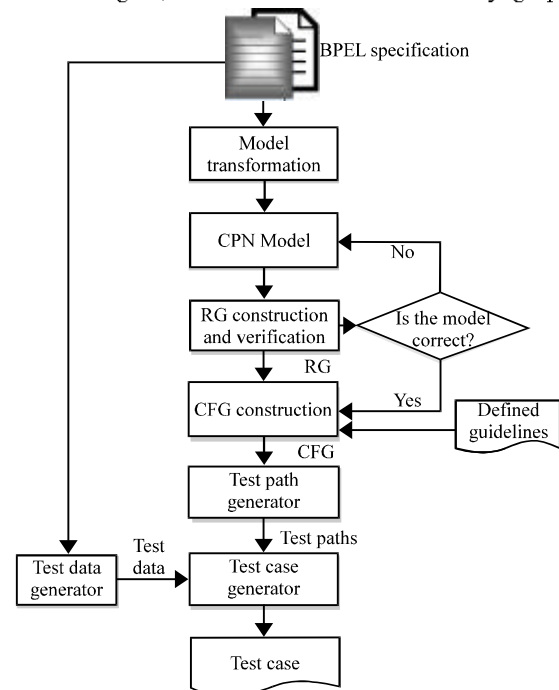 BPEL specification
Model
transformation
CPN Model
No
RG construction
and verification
Is the model
correct?
RG
CFG construction
Yes
Defined
guidelines
CFG
Test path
generator
Test paths
Test data
generator
Test
data
Test case
generator
Test case